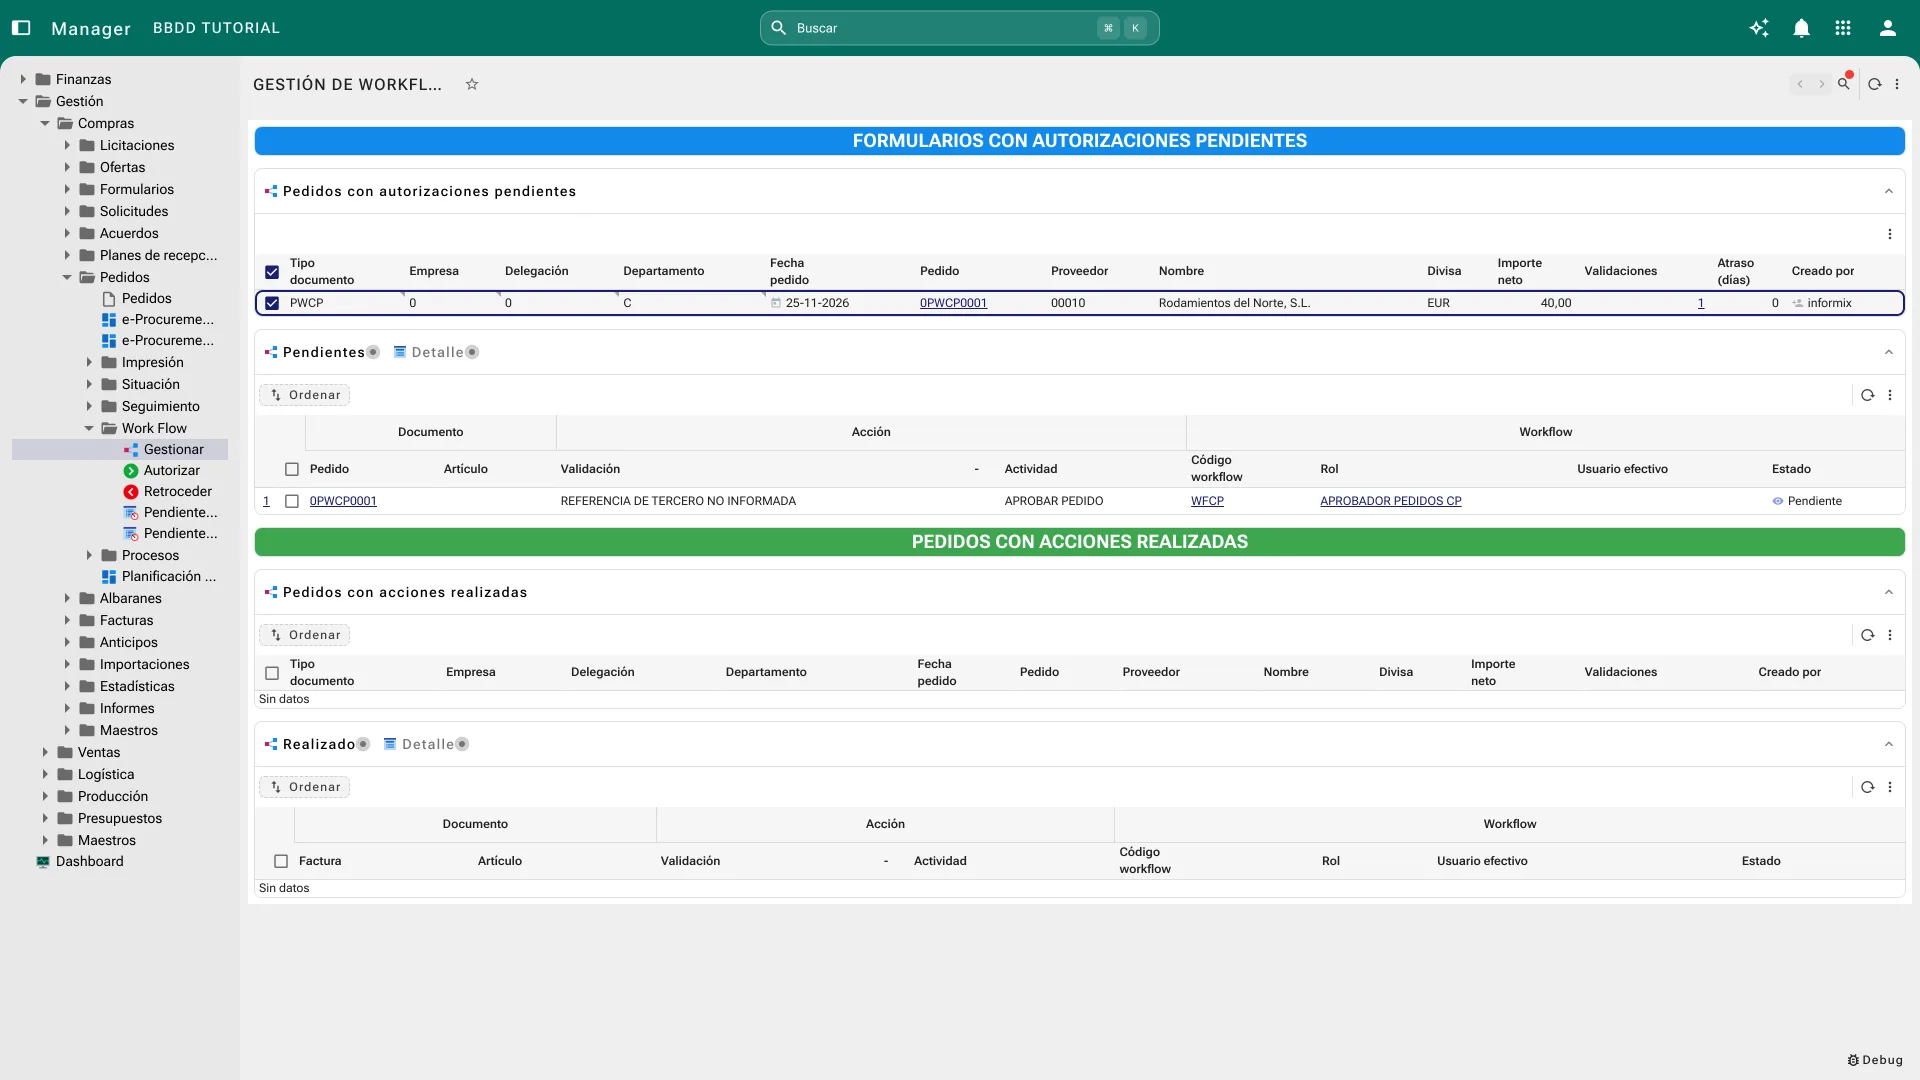 Manager BBDD TUTORIAL
Buscar ⌘ K
Finanzas
Gestión
Compras
Licitaciones
Ofertas
Formularios
Solicitudes
Acuerdos
Planes de recepc...
Pedidos
Pedidos
e-Procureme...
e-Procureme...
Impresión
Situación
Seguimiento
Work Flow
Gestionar
Autorizar
Retroceder
Pendiente...
Pendiente...
Procesos
Planificación ...
Albaranes
Facturas
Anticipos
Importaciones
Estadísticas
Informes
Maestros
Ventas
Logística
Producción
Presupuestos
Maestros
Dashboard
GESTIÓN DE WORKFL...
FORMULARIOS CON AUTORIZACIONES PENDIENTES
Pedidos con autorizaciones pendientes
Tipo documento Empresa Delegación Departamento Fecha pedido Pedido Proveedor Nombre Divisa Importe neto Validaciones Atraso (días) Creado por
PWCP 0 0 C 25-11-2026 0PWCP0001 00010 Rodamientos del Norte, S.L. EUR 40,00 1 0 informix
Pendientes Detalle
Ordenar
Documento Acción Workflow
Pedido Artículo Validación - Actividad Código workflow Rol Usuario efectivo Estado
1 0PWCP0001 REFERENCIA DE TERCERO NO INFORMADA APROBAR PEDIDO WFCP APROBADOR PEDIDOS CP Pendiente
PEDIDOS CON ACCIONES REALIZADAS
Pedidos con acciones realizadas
Ordenar
Tipo documento Empresa Delegación Departamento Fecha pedido Pedido Proveedor Nombre Divisa Importe neto Validaciones Creado por
Sin datos
Realizado Detalle
Ordenar
Documento Acción Workflow
Factura Artículo Validación - Actividad Código workflow Rol Usuario efectivo Estado
Sin datos
Debug